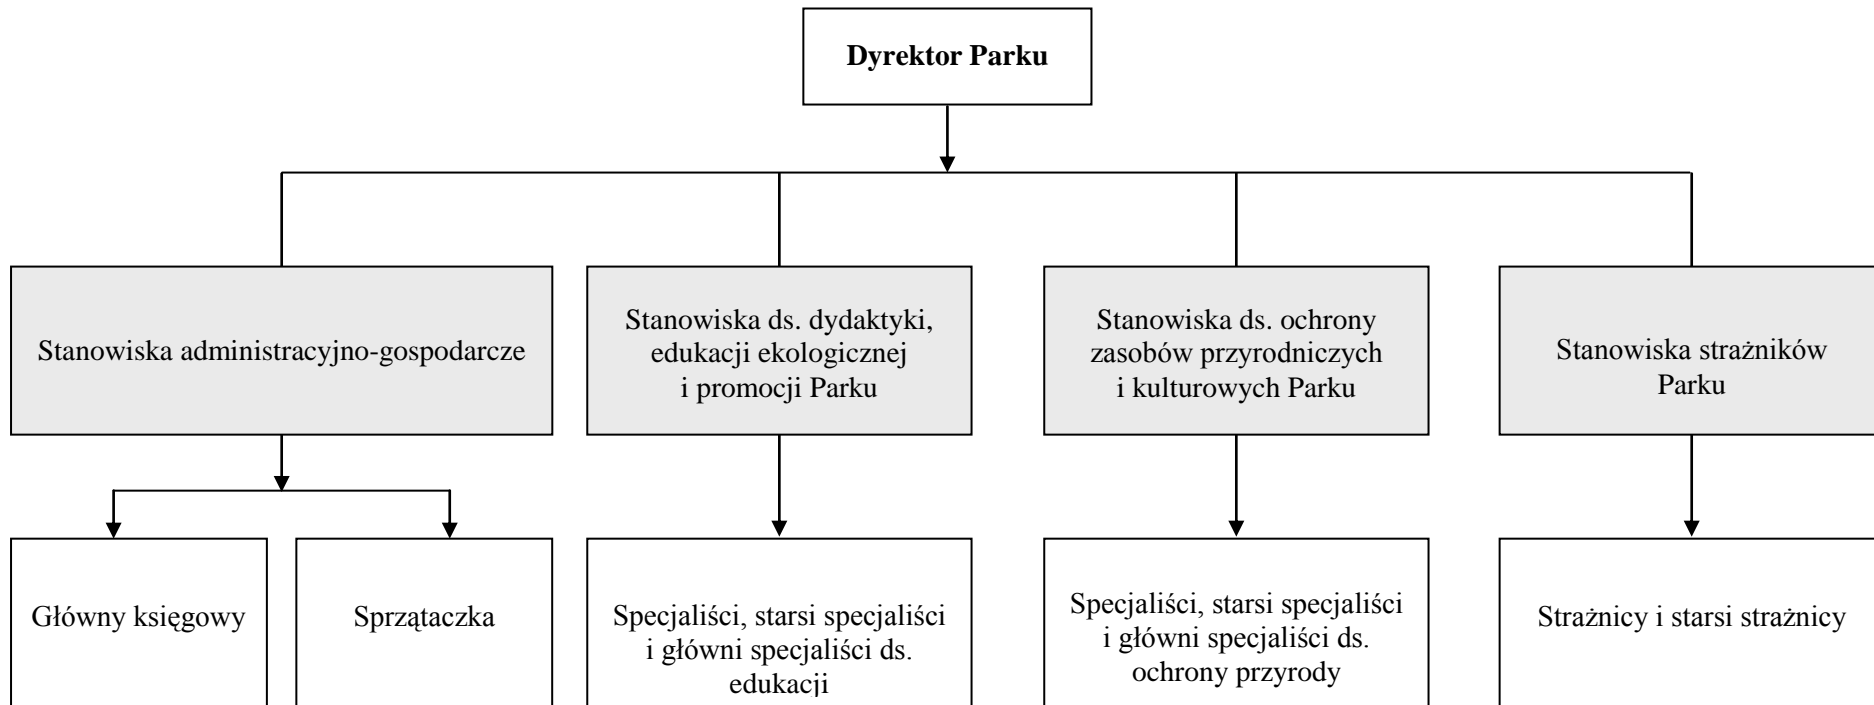 Dyrektor Parku
Stanowiska administracyjno-gospodarcze
Stanowiska ds. dydaktyki,
edukacji ekologicznej
i promocji Parku
Stanowiska ds. ochrony
zasobów przyrodniczych
i kulturowych Parku
Stanowiska strażników
Parku
Główny księgowy
Sprzątaczka
Specjaliści, starsi specjaliści
i główni specjaliści ds.
edukacji
Specjaliści, starsi specjaliści
i główni specjaliści ds.
ochrony przyrody
Strażnicy i starsi strażnicy